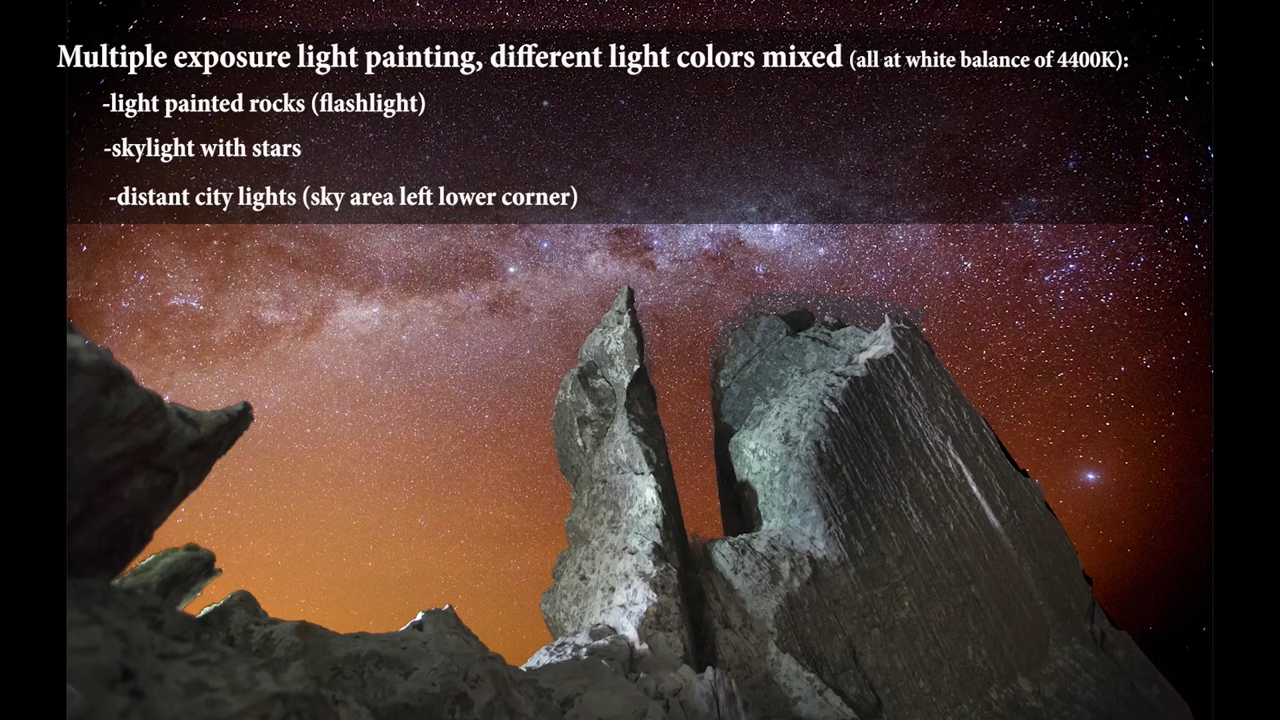 Multiple exposure light painting, different light colors mixed (all at white balance of 4400K):
-light painted rocks (flashlight)
-skylight with stars
-distant city lights (sky area left lower corner)